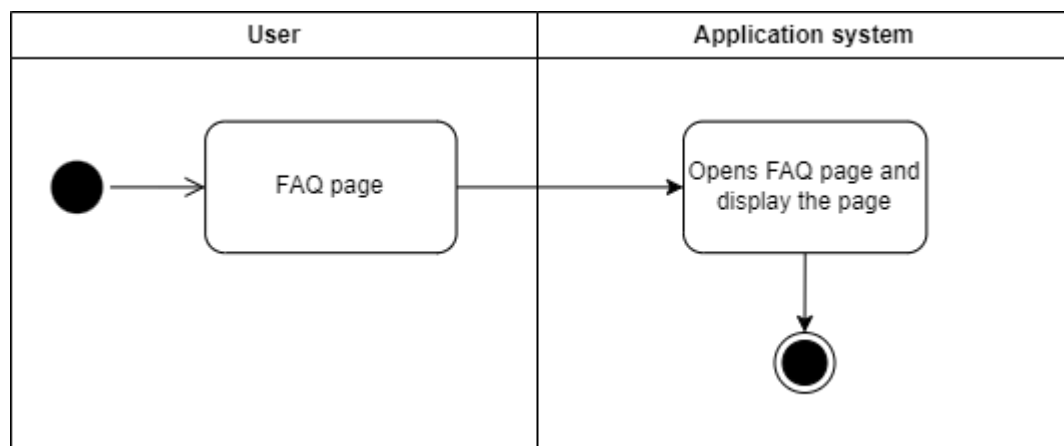 User
Application system
FAQ page
Opens FAQ page and
display the page